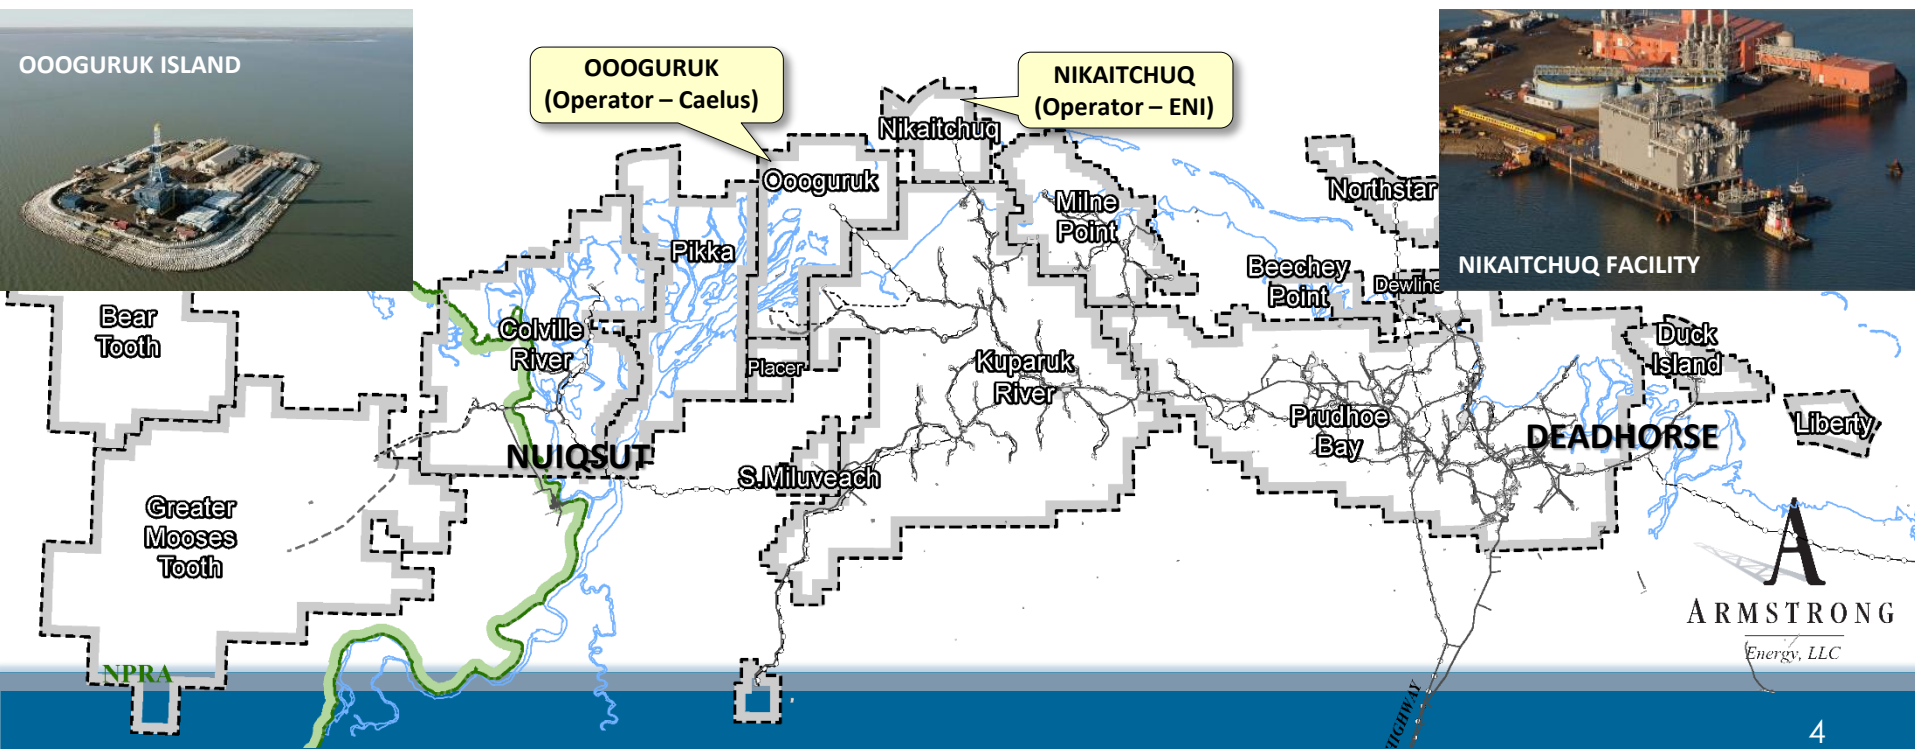 OOOGURUK ISLAND
OOOGURUK
(Operator – Caelus)
NIKAITCHUQ
(Operator – ENI)
NIKAITCHUQ FACILITY
Nikaitchuq
Oooguruk
Milne
Point
Northstar
Pikka
Beechey
Point
Dewline
Bear
Tooth
Colville
River
Placer
Kuparuk
River
Duck
Island
Prudhoe
Bay
Liberty
DEADHORSE
NUIQSUT
S.Miluveach
Greater
Mooses
Tooth
NPRA
HIGHWAY
A
ARMSTRONG
Energy, LLC
4